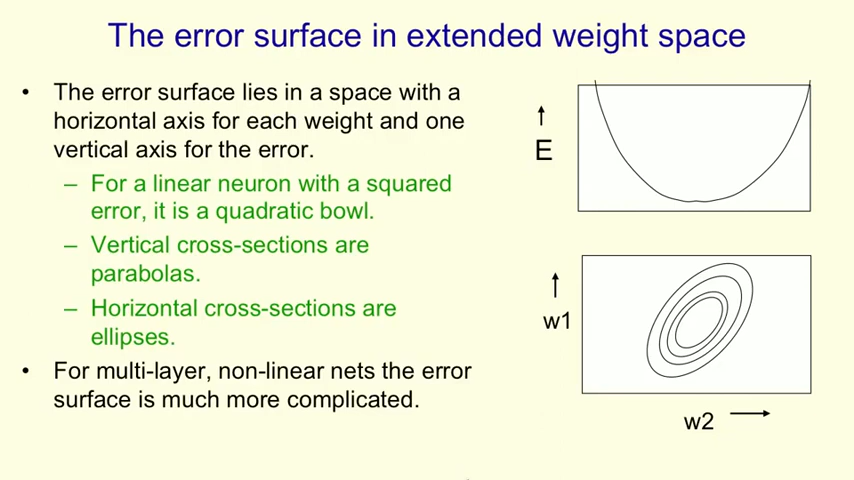 The error surface in extended weight space
• The error surface lies in a space with a
horizontal axis for each weight and one
vertical axis for the error.
– For a linear neuron with a squared
error, it is a quadratic bowl.
– Vertical cross-sections are
parabolas.
– Horizontal cross-sections are
ellipses.
• For multi-layer, non-linear nets the error
surface is much more complicated.
E
w1
w2